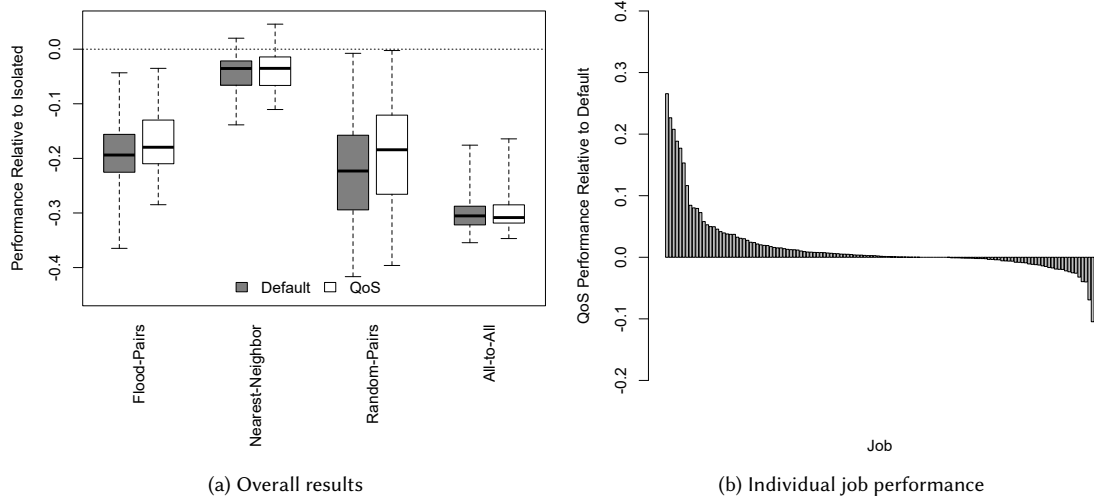 Performance Relative to Isolated
0.0
-0.1
-0.2
-0.3
-0.4
Default
QoS
Flood-Pairs
Nearest-Neighbor
Random-Pairs
All-to-All
(a) Overall results
QoS Performance Relative to Default
0.4
0.3
0.2
0.1
0.0
-0.1
-0.2
Job
(b) Individual job performance